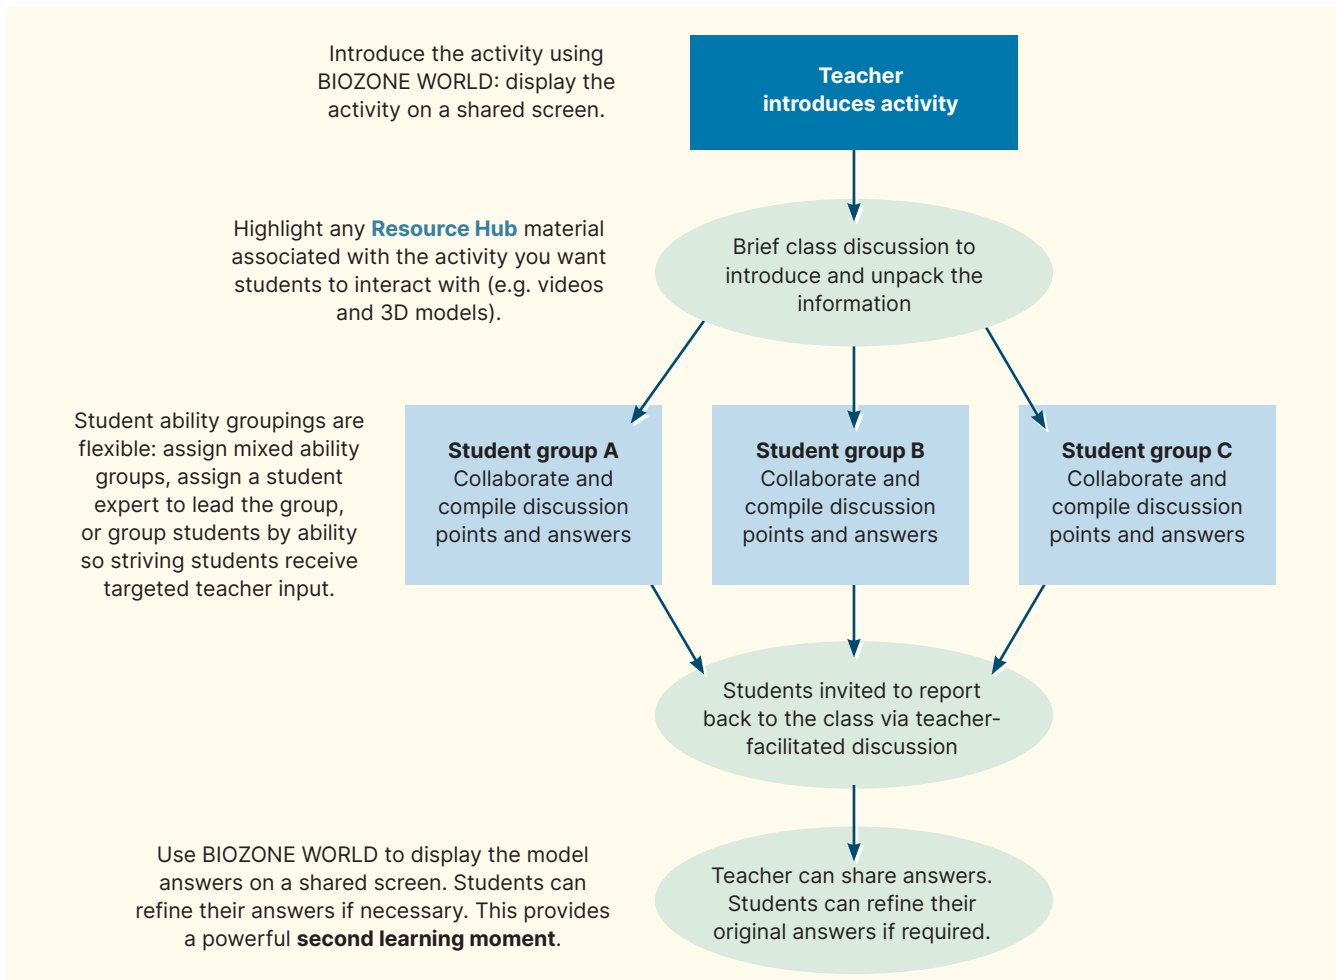 Introduce the activity using
BIOZONE WORLD: display the
activity on a shared screen.
Teacher
introduces activity
Highlight any Resource Hub material
associated with the activity you want
students to interact with (e.g. videos
and 3D models).
Brief class discussion to
introduce and unpack the
information
Student ability groupings are
flexible: assign mixed ability
groups, assign a student
expert to lead the group,
or group students by ability
so striving students receive
targeted teacher input.
Student group A
Collaborate and
compile discussion
points and answers
Student group B
Collaborate and
compile discussion
points and answers
Student group C
Collaborate and
compile discussion
points and answers
Students invited to report
back to the class via teacher-
facilitated discussion
Use BIOZONE WORLD to display the model
answers on a shared screen. Students can
refine their answers if necessary. This provides
a powerful second learning moment.
Teacher can share answers.
Students can refine their
original answers if required.